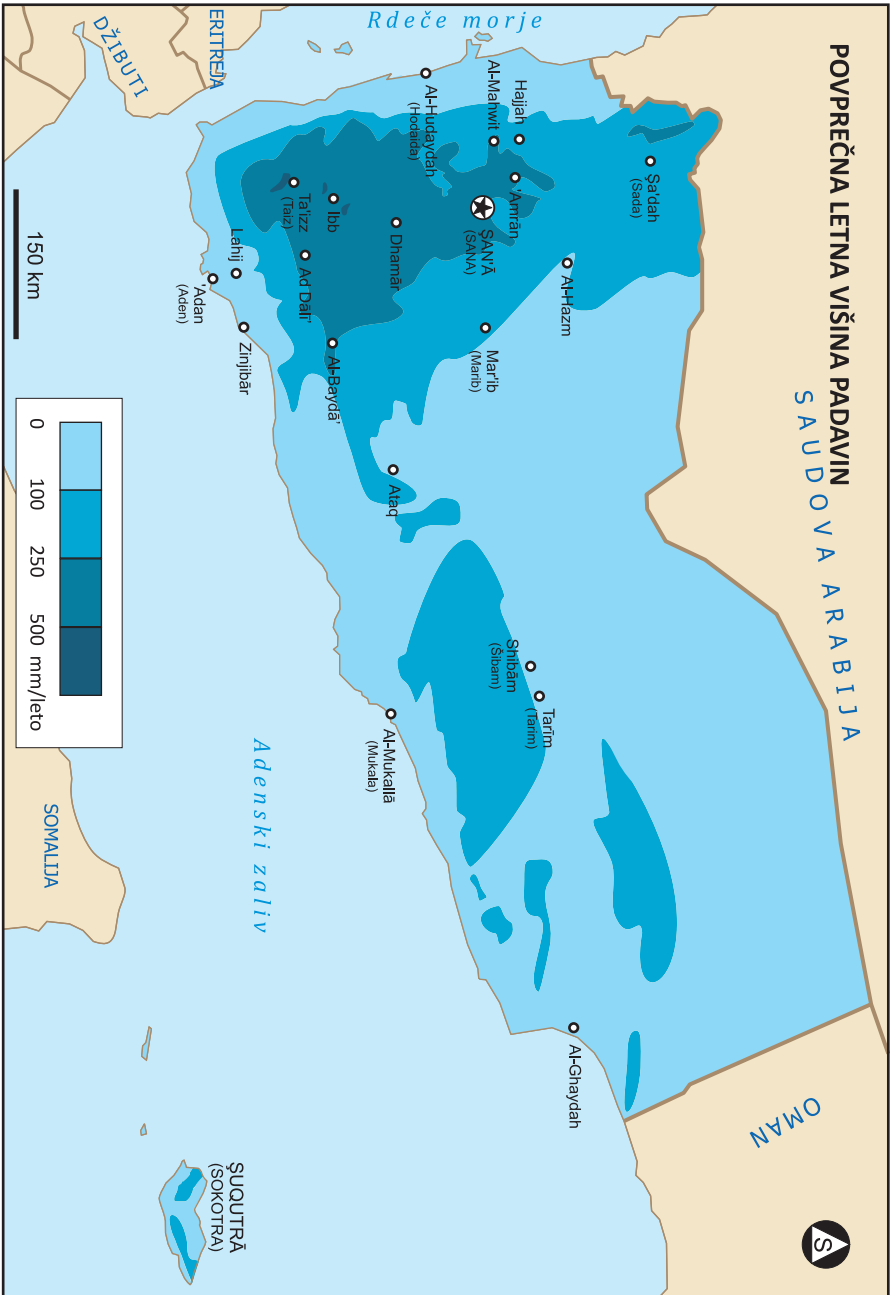 POVPREČNA LETNA VIŠINA PADAVIN
SAUDOVA ARABIJA
OMAN
S
Rdeče morje
ERITREJA
DŽIBUTI
Şa'dah
(Sada)
Hajjah
Al-Mahwit
'Amrān
ŞAN'Ā
(SANA)
Al-Hazm
Mar'ib
(Marib)
Al-Hudaydah
(Hodaida)
Dhamār
Ibb
Ta'izz
(Taiz)
Ad Dāli'
Al-Baydā'
Lahij
'Adan
(Aden)
Zinjibār
Ataq
Shibām
(Šibam)
Tarīm
(Tarim)
Al-Mukallā
(Mukala)
Al-Ghaydah
Adenski zaliv
ŞUQUTRĀ
(SOKOTRA)
SOMALIJA
150 km
0 100 250 500 mm/leto